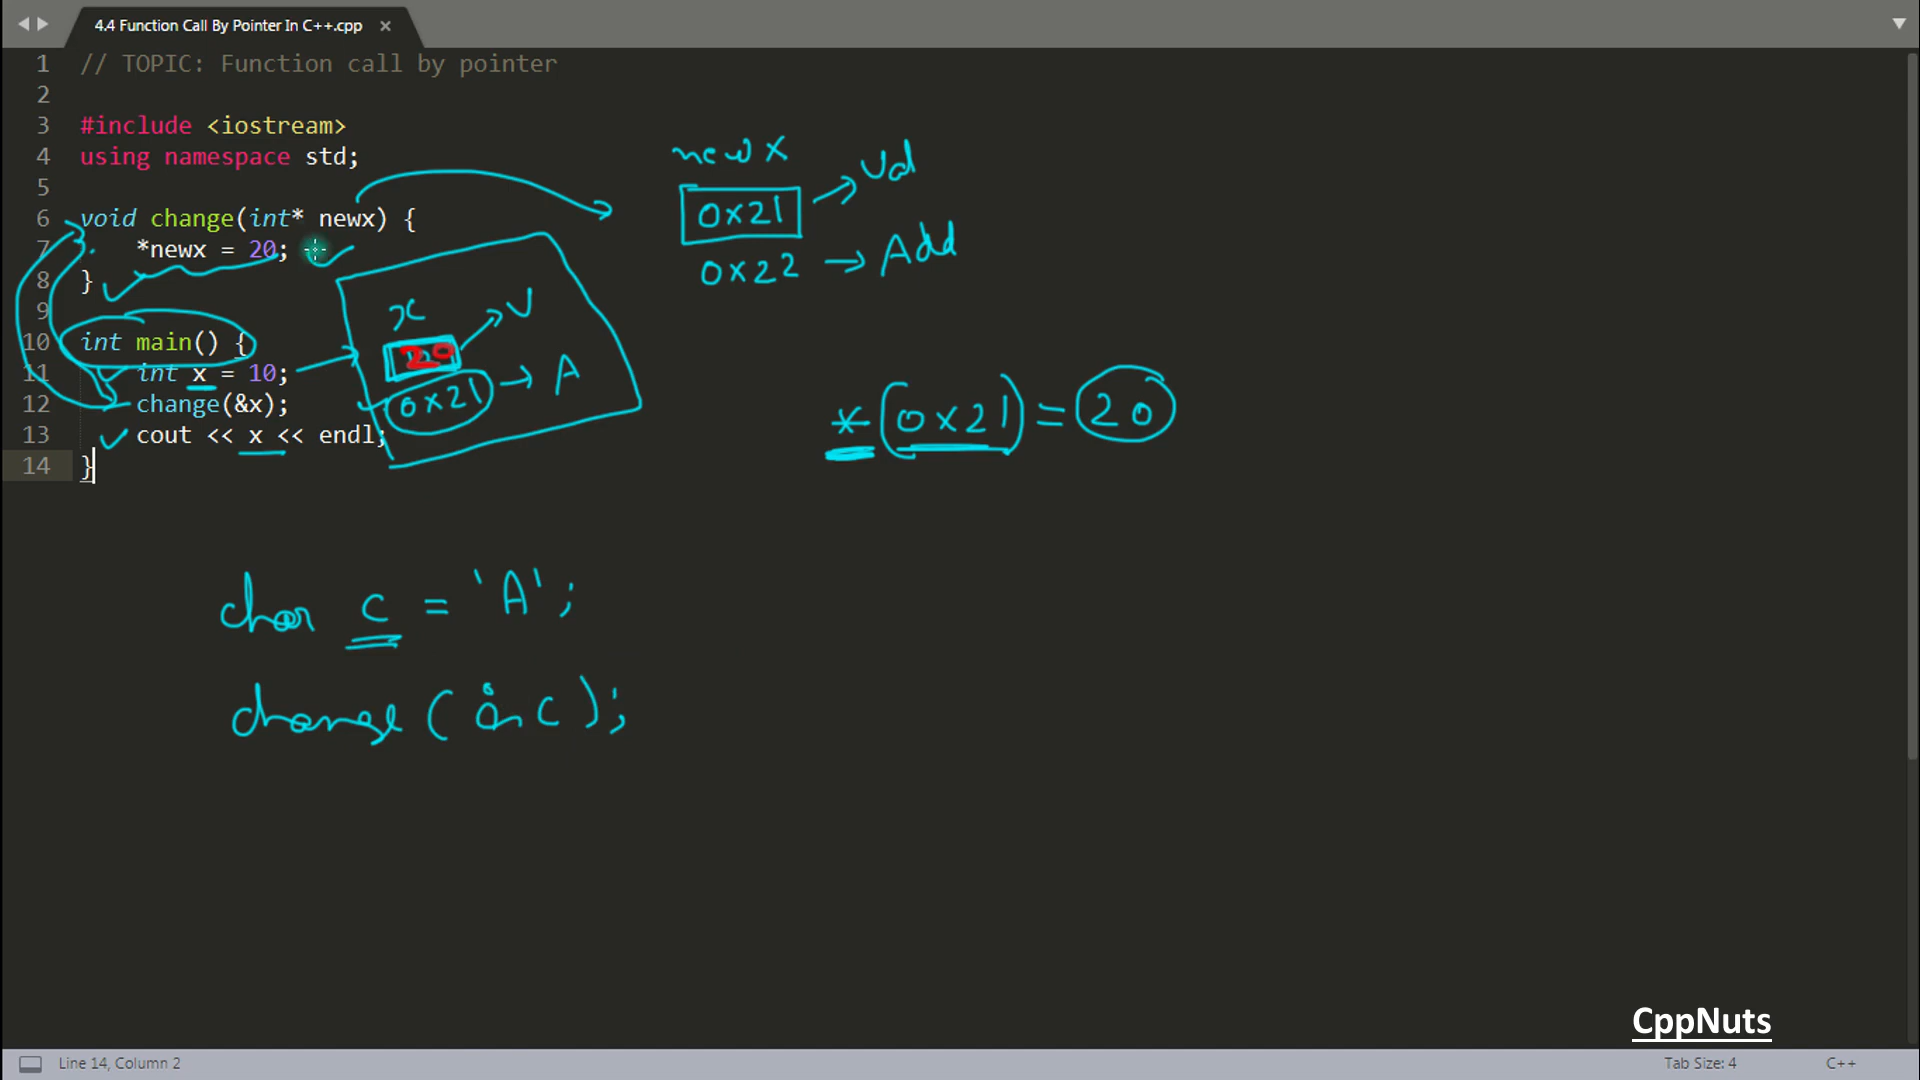 4.4 Function Call By Pointer In C++.cpp ×
1 // TOPIC: Function call by pointer
2
3 #include <iostream>
4 using namespace std;
5
6 void change(int* newx) {
7 *newx = 20;
8 }
9
10 int main() {
11 int x = 10;
12 change(&x);
13 cout << x << endl;
14 }
new x
0x21 → Val
0x22 → Add
x
20 → V
0x21 → A
*(0x21) = 20
char c = 'A';
change(&c);
CppNuts
Line 14, Column 2
Tab Size: 4
C++